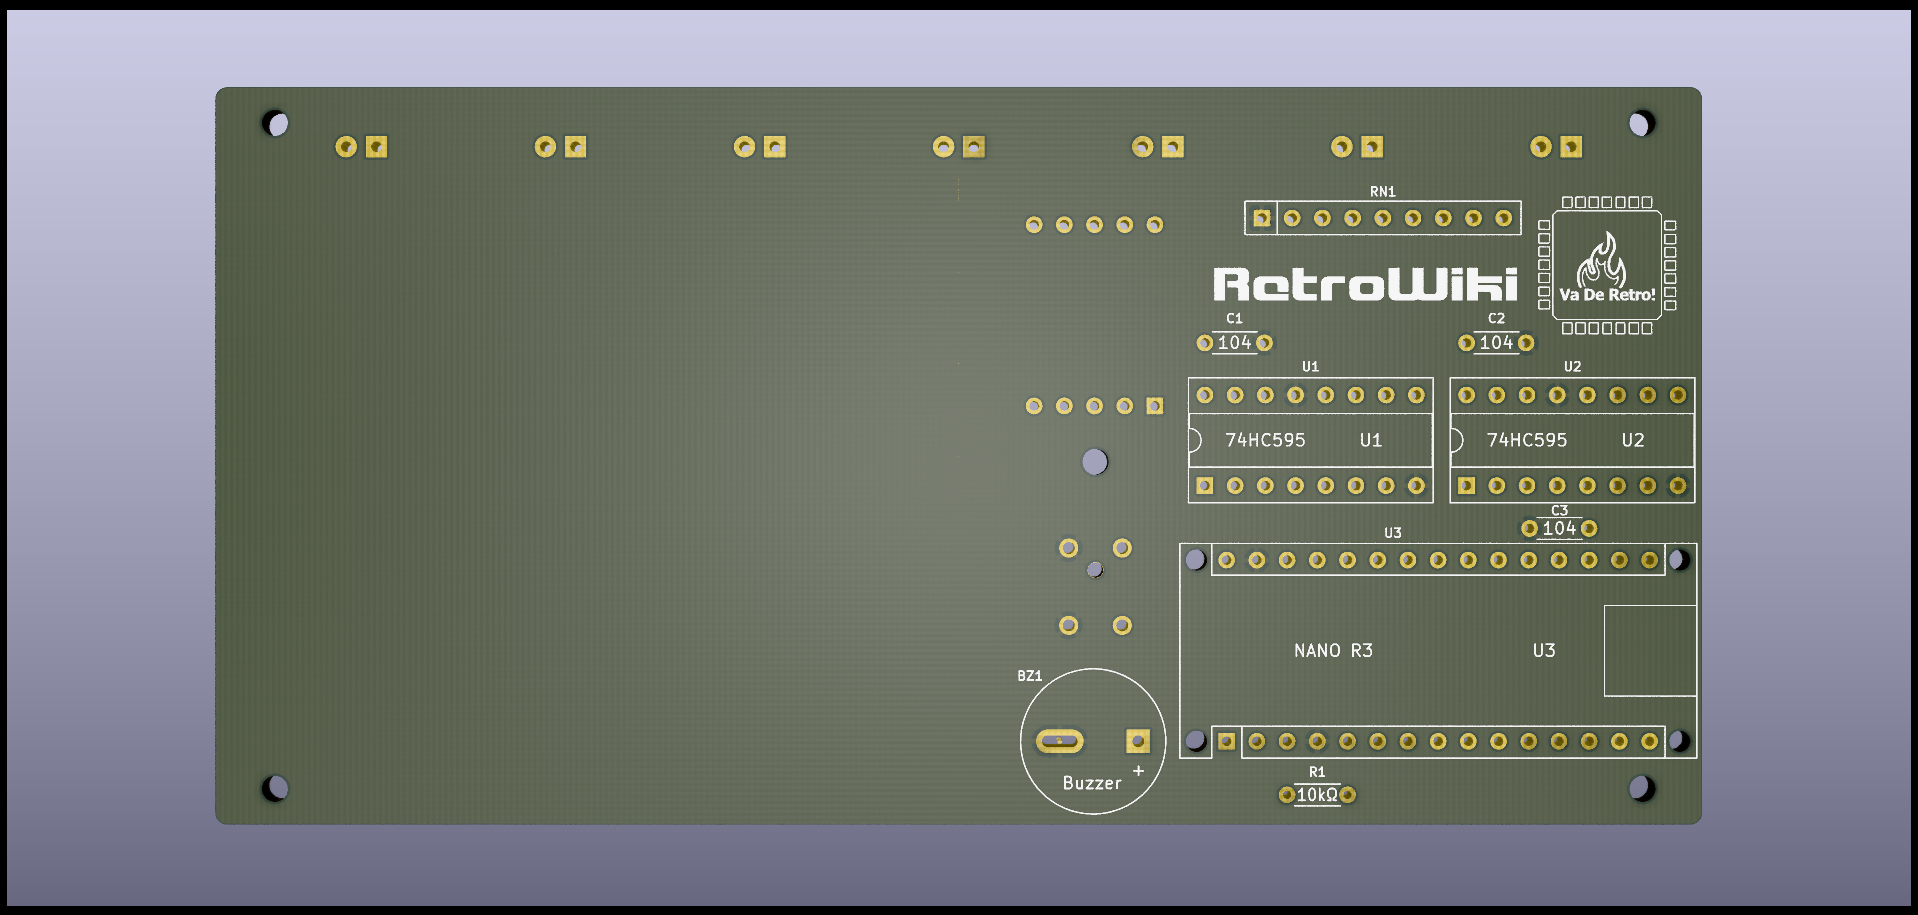 RN1
RetroWiki
Va De Retro!
C1
104
C2
104
U1
74HC595 U1
U2
74HC595 U2
C3
104
U3
NANO R3 U3
BZ1
+
Buzzer
R1
10kΩ